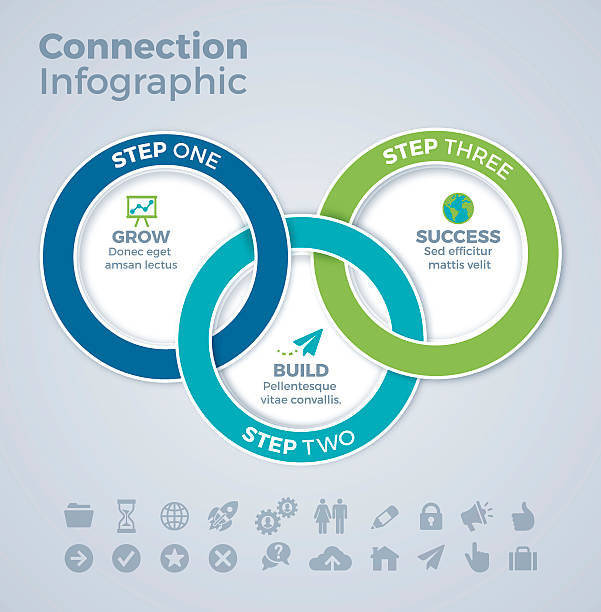 Connection
Infographic
STEP ONE
GROW
Donec eget
amsan lectus
STEP TWO
BUILD
Pellentesque
vitae convallis.
STEP THREE
SUCCESS
Sed efficitur
mattis velit